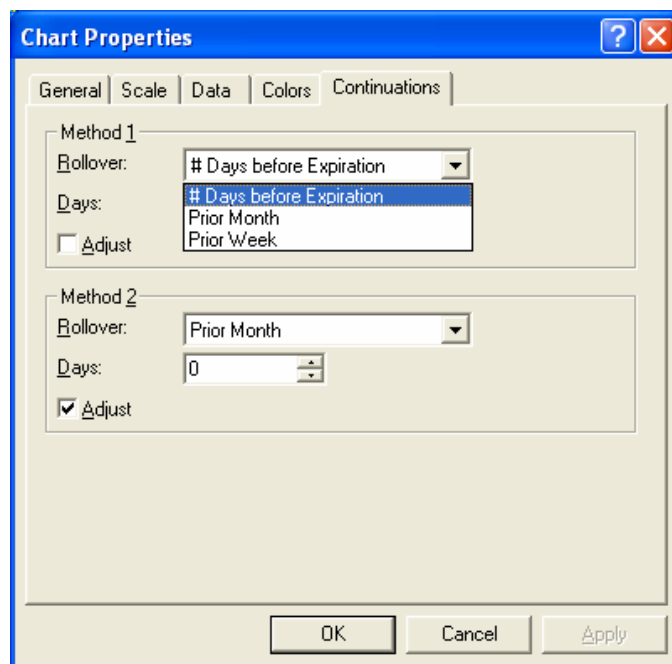 Chart Properties
General Scale Data Colors Continuations
Method 1
Rollover: # Days before Expiration
# Days before Expiration
Days:
Prior Month
Prior Week
Adjust
Method 2
Rollover: Prior Month
Days: 0
Adjust
OK Cancel Apply